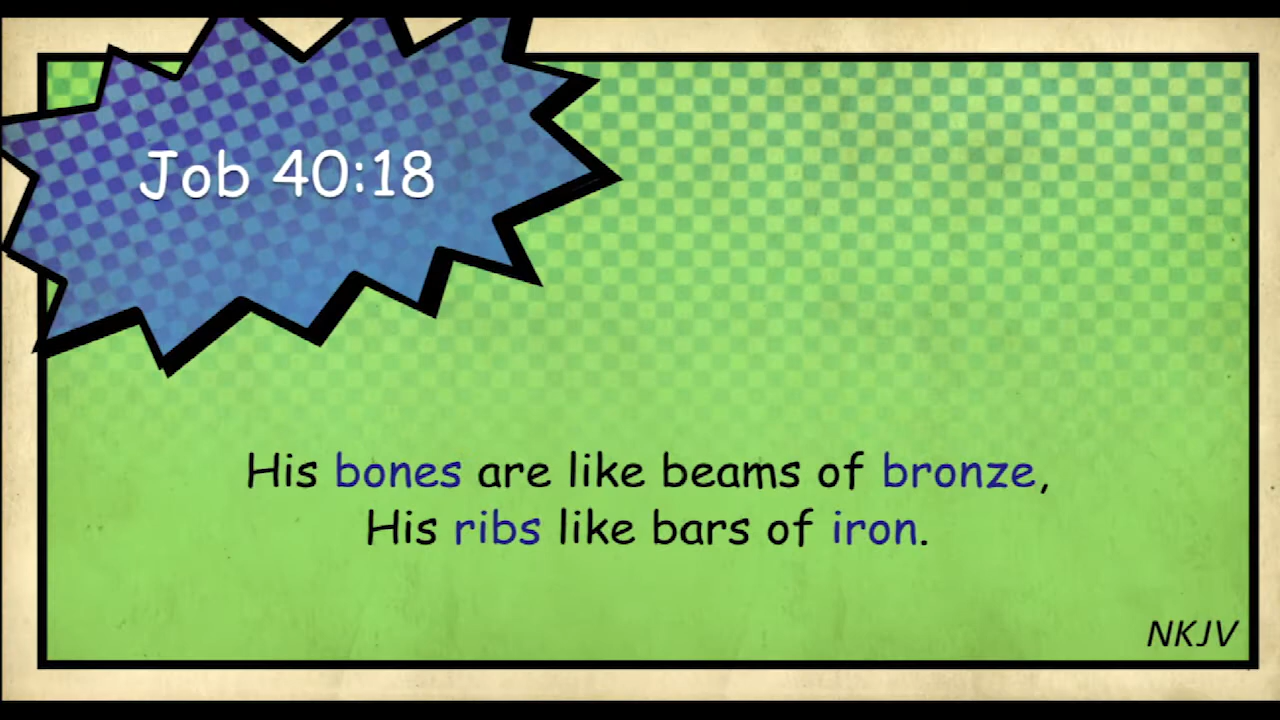 Job 40:18
His bones are like beams of bronze,
His ribs like bars of iron.
NKJV